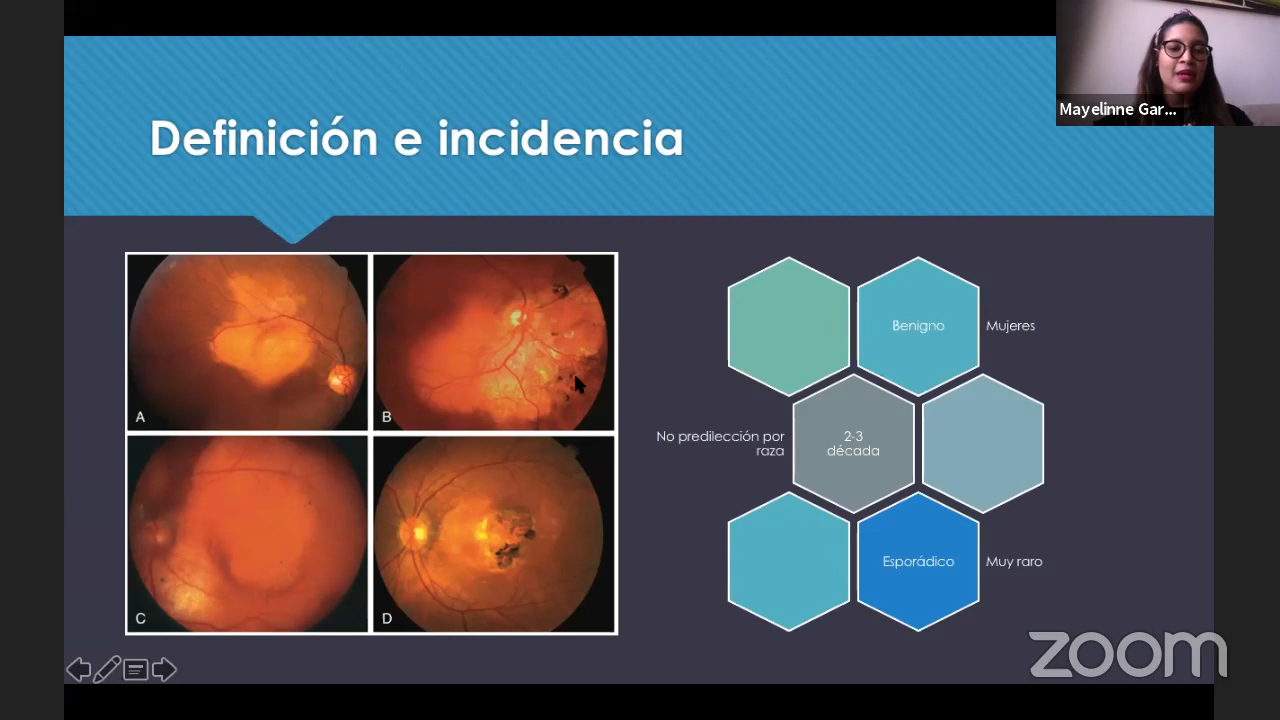 Mayelinne Gar...
Definición e incidencia
A
B
C
D
Benigno
Mujeres
No predilección por
raza
2-3
década
Esporádico
Muy raro
zoom